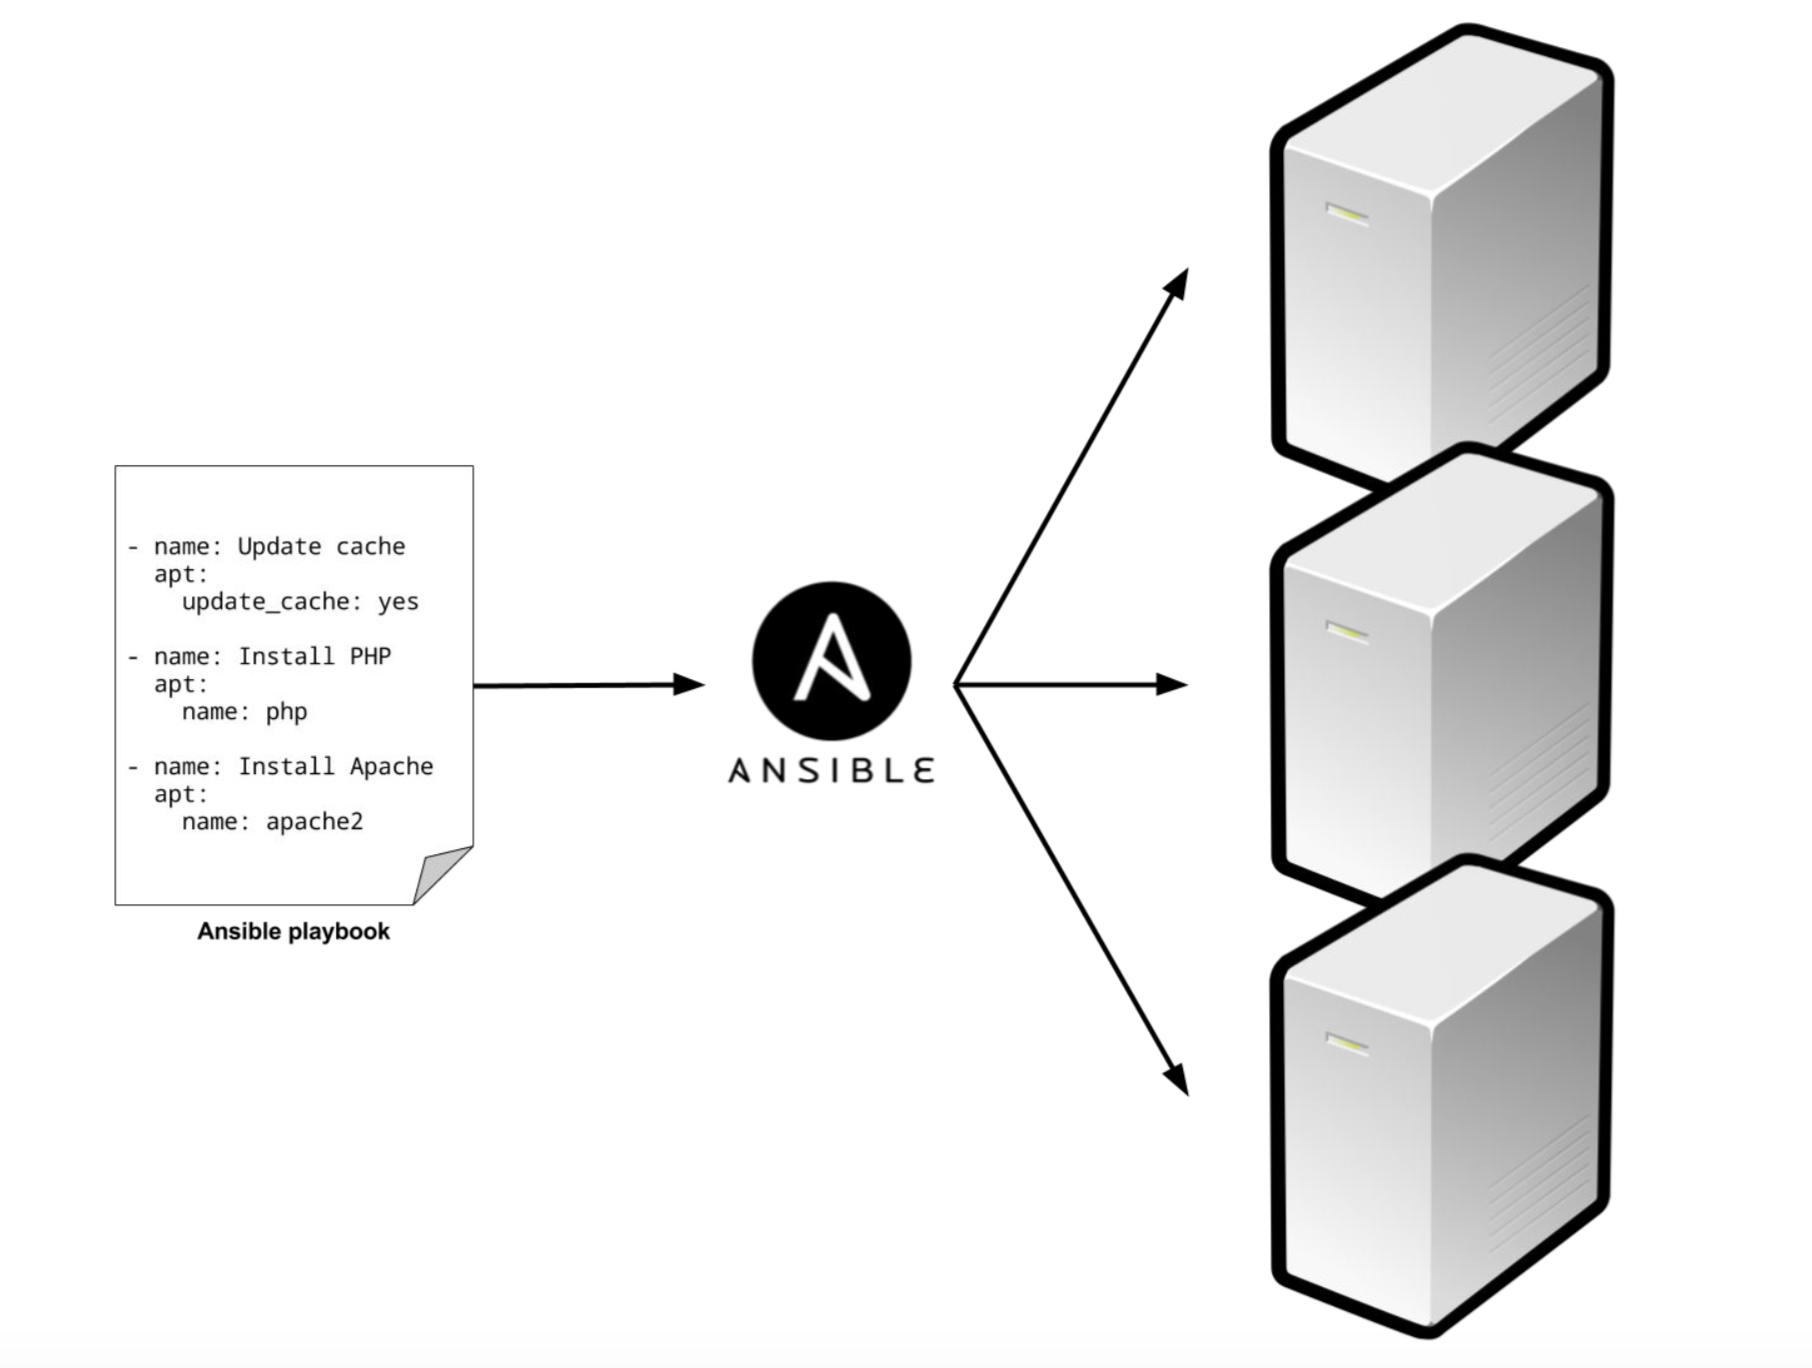 - name: Update cache
  apt:
    update_cache: yes
- name: Install PHP
  apt:
    name: php
- name: Install Apache
  apt:
    name: apache2
Ansible playbook
ANSIBLE